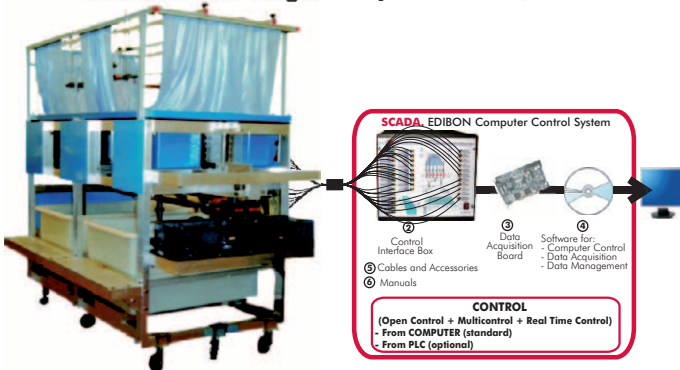 SCADA. EDIBON Computer Control System
②
Control
Interface Box
③
Data
Acquisition
Board
④
Software for:
- Computer Control
- Data Acquisition
- Data Management
⑤ Cables and Accessories
⑥ Manuals
CONTROL
(Open Control + Multicontrol + Real Time Control)
- From COMPUTER (standard)
- From PLC (optional)